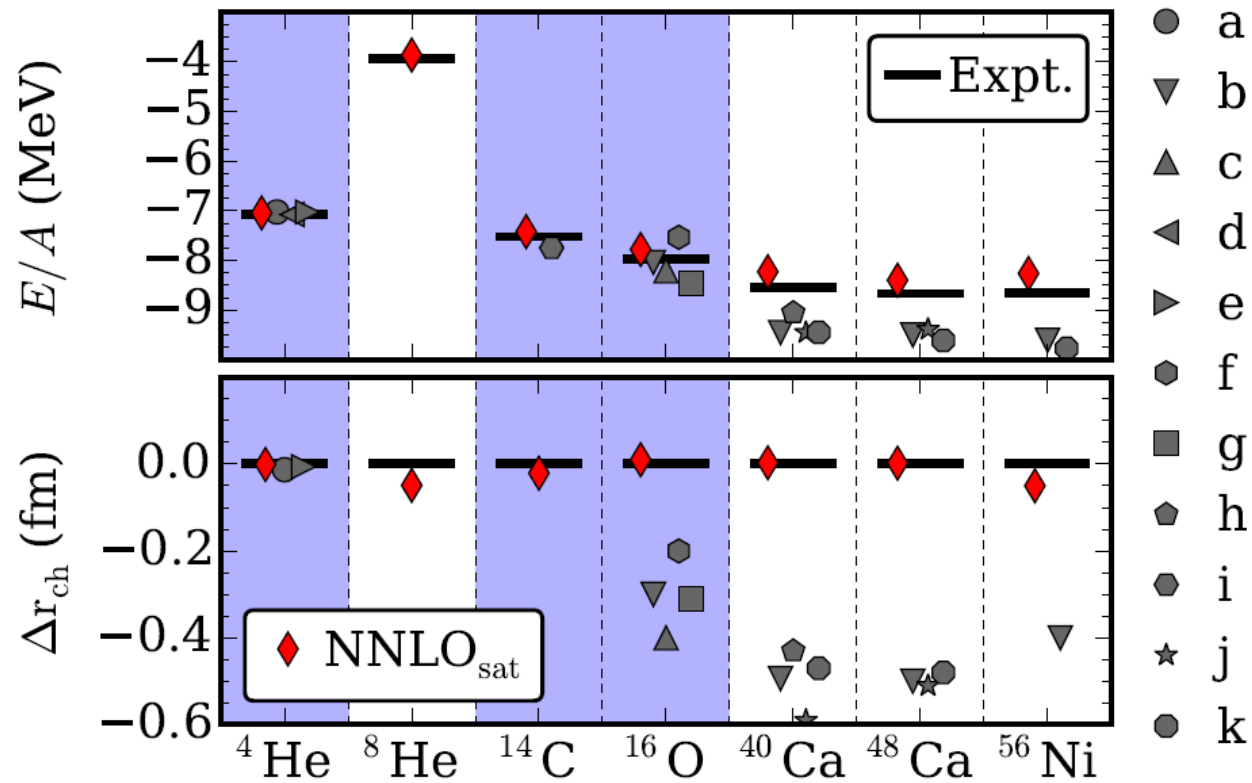 E/A (MeV)
−4
−5
−6
−7
−8
−9
Expt.
Δr_ch (fm)
0.0
−0.2
−0.4
−0.6
NNLO_sat
⁴He
⁸He
¹⁴C
¹⁶O
⁴⁰Ca
⁴⁸Ca
⁵⁶Ni
a
b
c
d
e
f
g
h
i
j
k